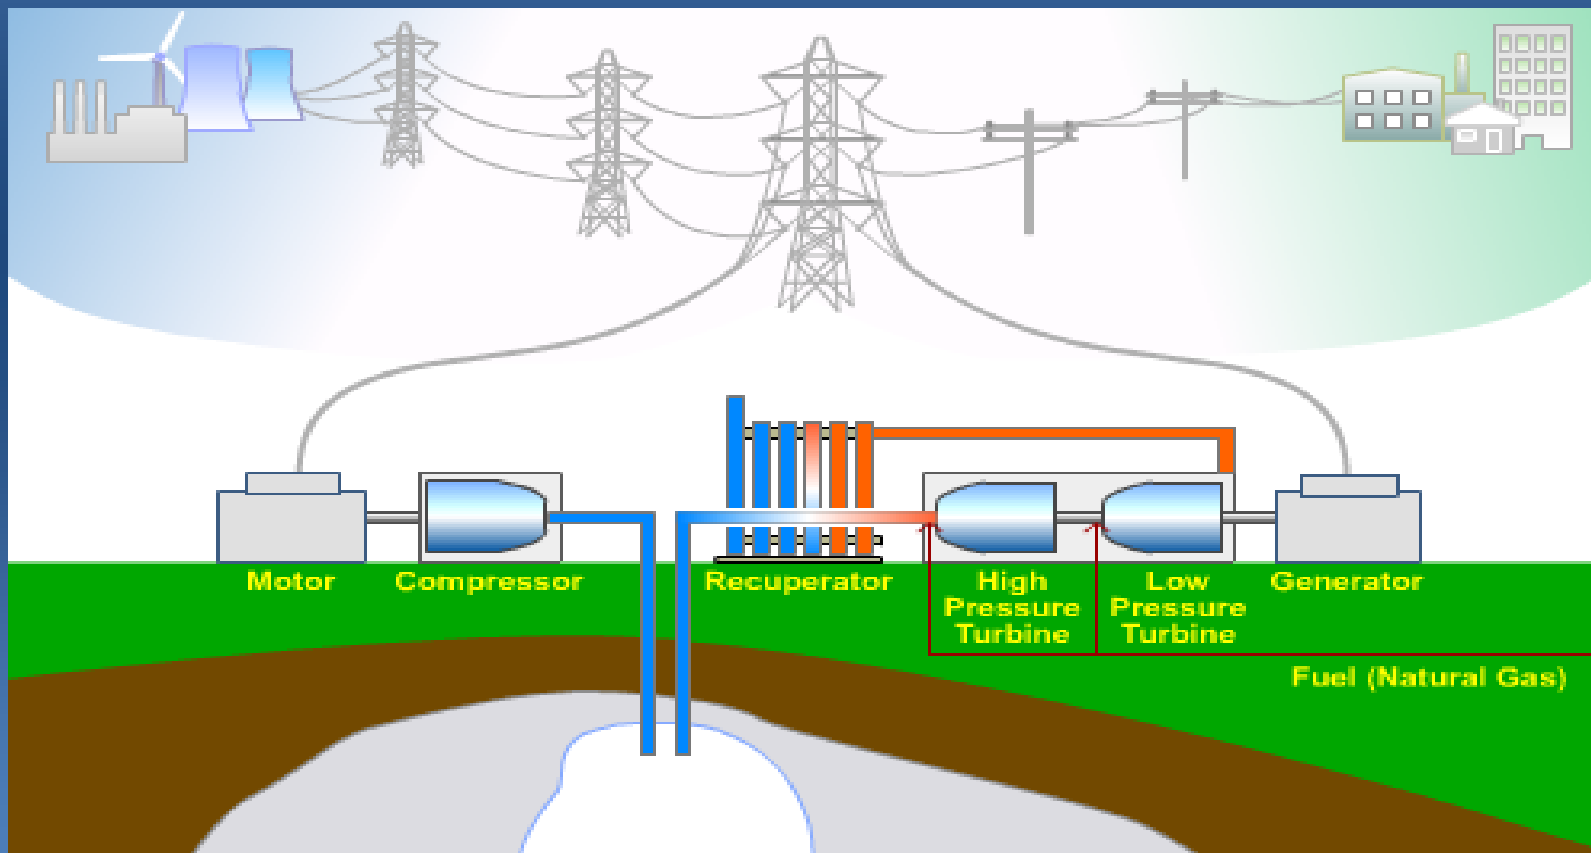 Motor
Compressor
Recuperator
High
Pressure
Turbine
Low
Pressure
Turbine
Generator
Fuel (Natural Gas)